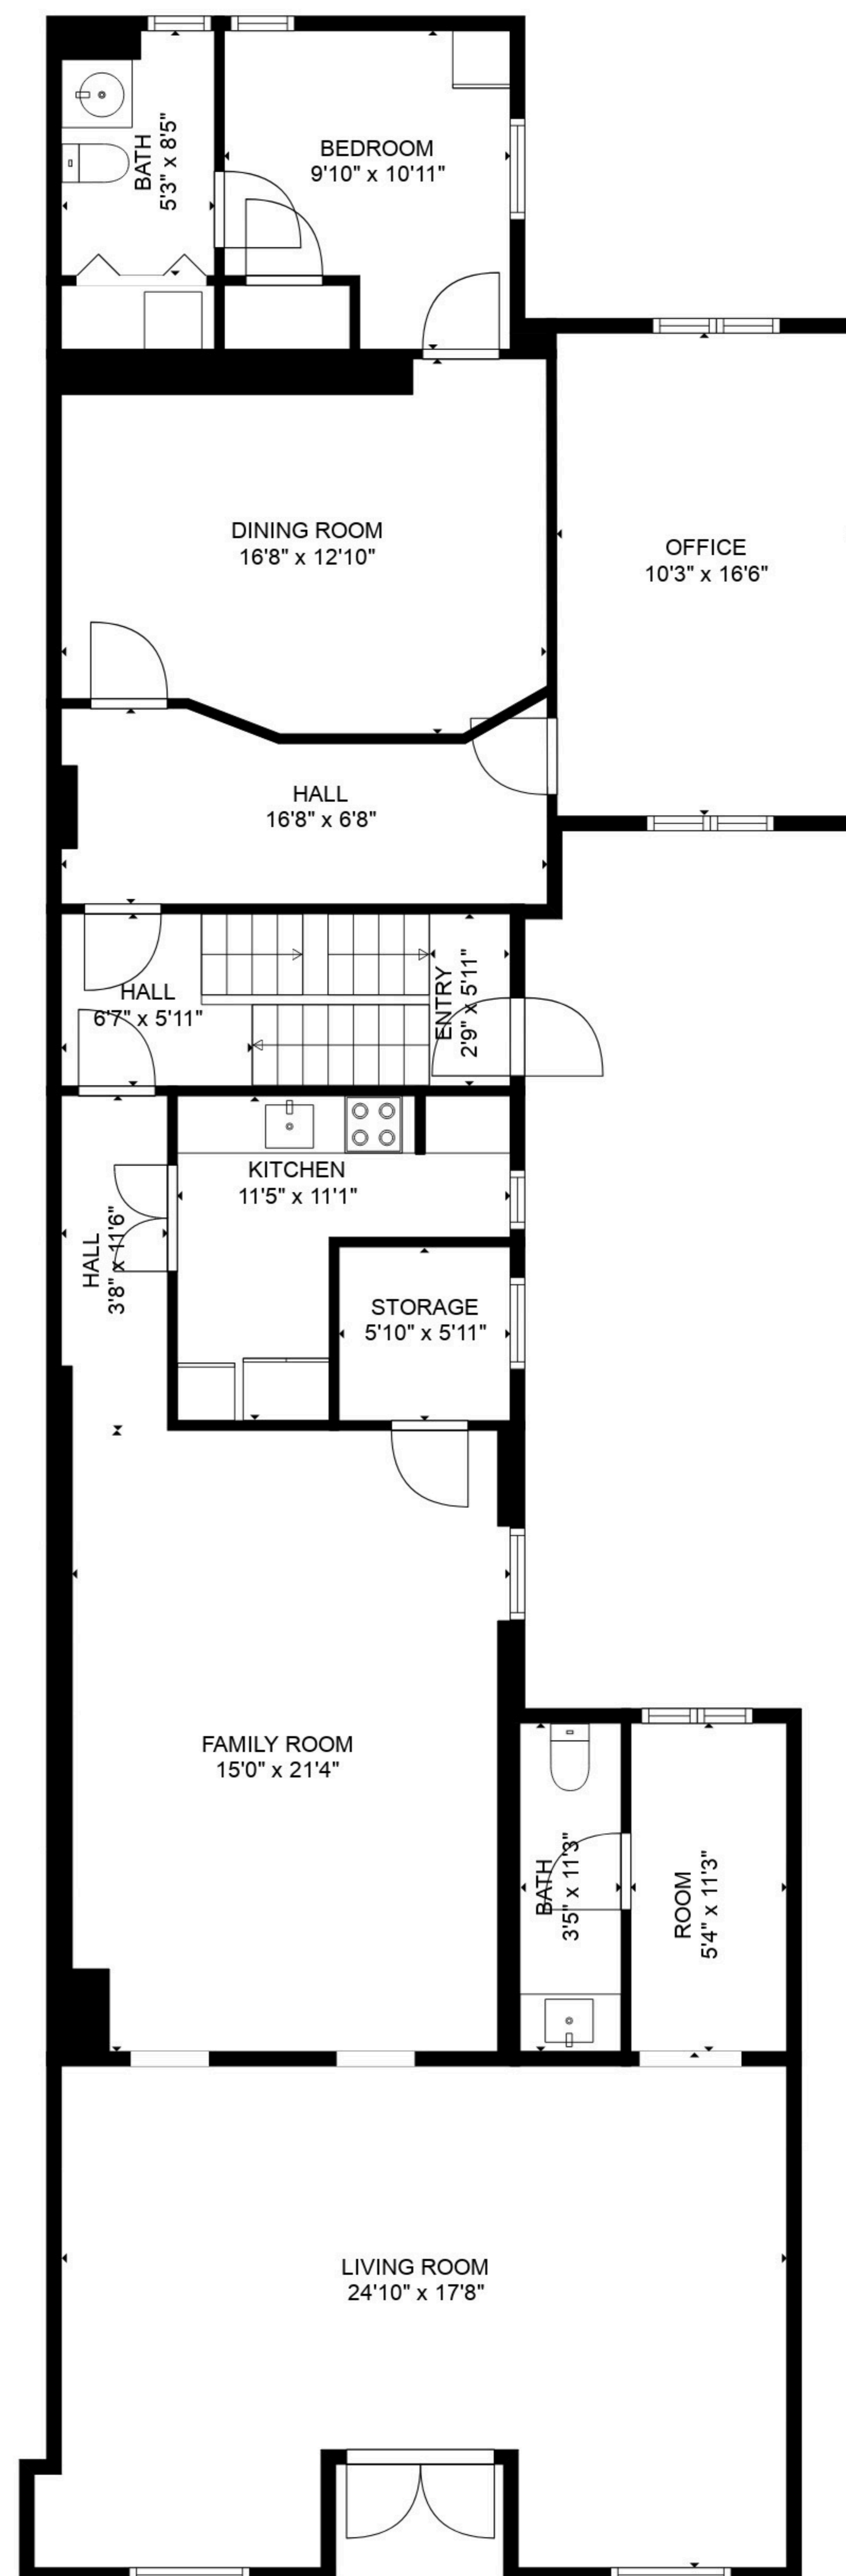 BATH
5'3" x 8'5"
BEDROOM
9'10" x 10'11"
DINING ROOM
16'8" x 12'10"
OFFICE
10'3" x 16'6"
HALL
16'8" x 6'8"
HALL
6'7" x 5'11"
ENTRY
2'9" x 5'11"
KITCHEN
11'5" x 11'1"
HALL
3'8" x 11'6"
STORAGE
5'10" x 5'11"
FAMILY ROOM
15'0" x 21'4"
BATH
3'5" x 11'3"
ROOM
5'4" x 11'3"
LIVING ROOM
24'10" x 17'8"